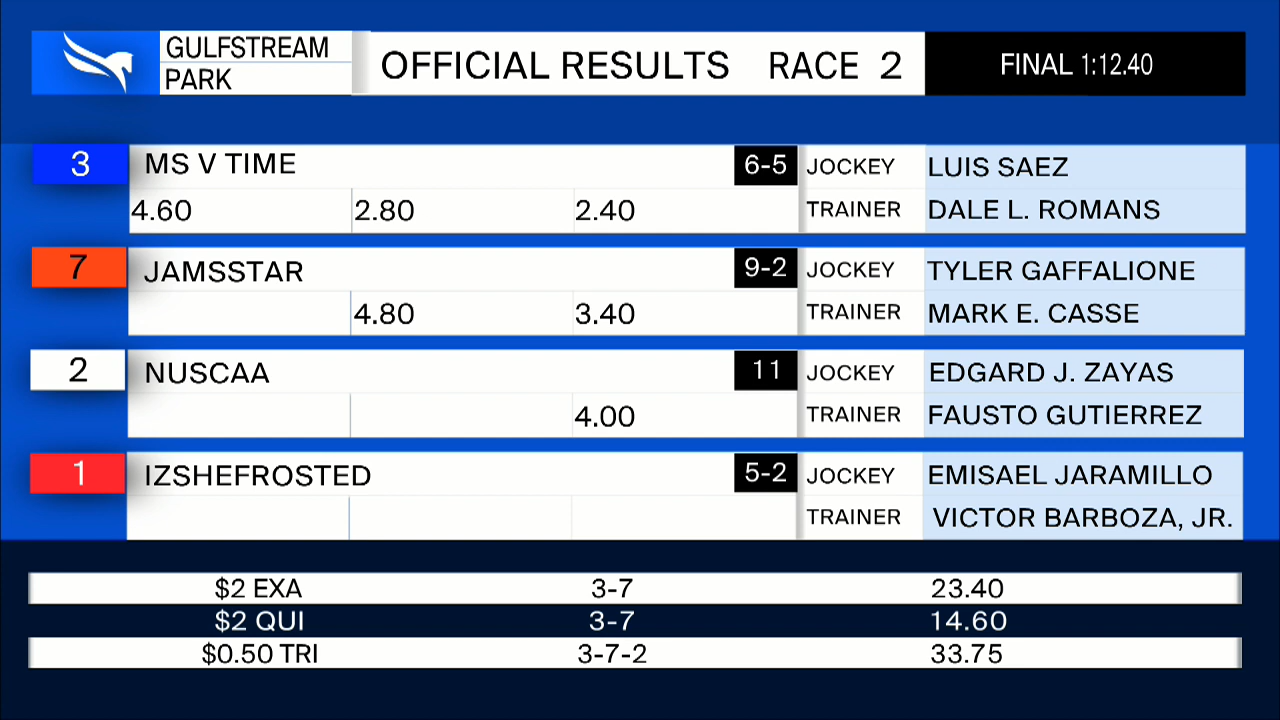 GULFSTREAM
PARK
OFFICIAL RESULTS RACE 2
FINAL 1:12.40
3 MS V TIME 6-5 JOCKEY LUIS SAEZ
4.60 2.80 2.40 TRAINER DALE L. ROMANS
7 JAMSSTAR 9-2 JOCKEY TYLER GAFFALIONE
4.80 3.40 TRAINER MARK E. CASSE
2 NUSCAA 11 JOCKEY EDGARD J. ZAYAS
4.00 TRAINER FAUSTO GUTIERREZ
1 IZSHEFROSTED 5-2 JOCKEY EMISAEL JARAMILLO
TRAINER VICTOR BARBOZA, JR.
$2 EXA 3-7 23.40
$2 QUI 3-7 14.60
$0.50 TRI 3-7-2 33.75